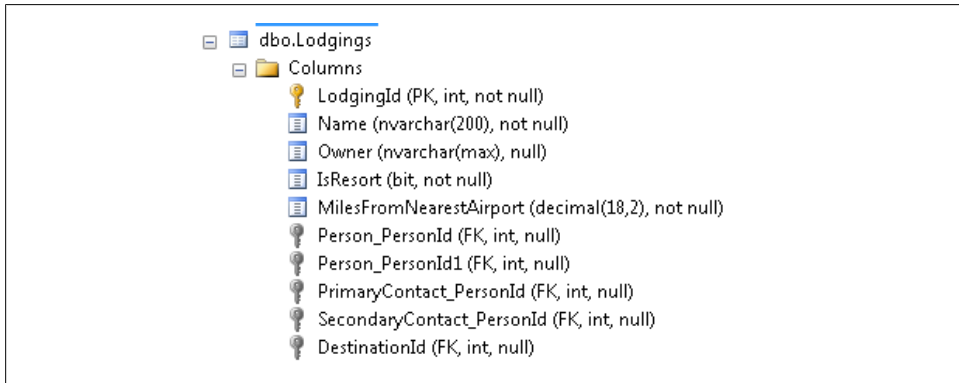 dbo.Lodgings
Columns
LodgingId (PK, int, not null)
Name (nvarchar(200), not null)
Owner (nvarchar(max), null)
IsResort (bit, not null)
MilesFromNearestAirport (decimal(18,2), not null)
Person_PersonId (FK, int, null)
Person_PersonId1 (FK, int, null)
PrimaryContact_PersonId (FK, int, null)
SecondaryContact_PersonId (FK, int, null)
DestinationId (FK, int, null)